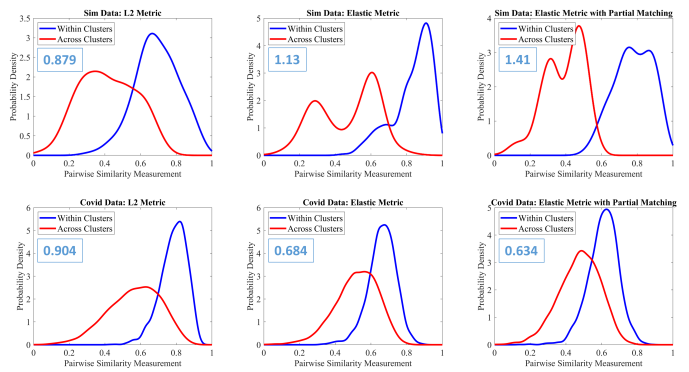 Sim Data: L2 Metric
Within Clusters
Across Clusters
0.879
Probability Density
3.5
3
2.5
2
1.5
1
0.5
0
0 0.2 0.4 0.6 0.8 1
Pairwise Similarity Measurement
Sim Data: Elastic Metric
Within Clusters
Across Clusters
1.13
Probability Density
5
4
3
2
1
0
0 0.2 0.4 0.6 0.8 1
Pairwise Similarity Measurement
Sim Data: Elastic Metric with Partial Matching
Within Clusters
Across Clusters
1.41
Probability Density
4
2
0
0 0.2 0.4 0.6 0.8 1
Pairwise Similarity Measurement
Covid Data: L2 Metric
Within Clusters
Across Clusters
0.904
Probability Density
6
5
4
3
2
1
0
0 0.2 0.4 0.6 0.8 1
Pairwise Similarity Measurement
Covid Data: Elastic Metric
Within Clusters
Across Clusters
0.684
Probability Density
6
5
4
3
2
1
0
0 0.2 0.4 0.6 0.8 1
Pairwise Similarity Measurement
Covid Data: Elastic Metric with Partial Matching
Within Clusters
Across Clusters
0.634
Probability Density
5
4
3
2
1
0
0 0.2 0.4 0.6 0.8 1
Pairwise Similarity Measurement